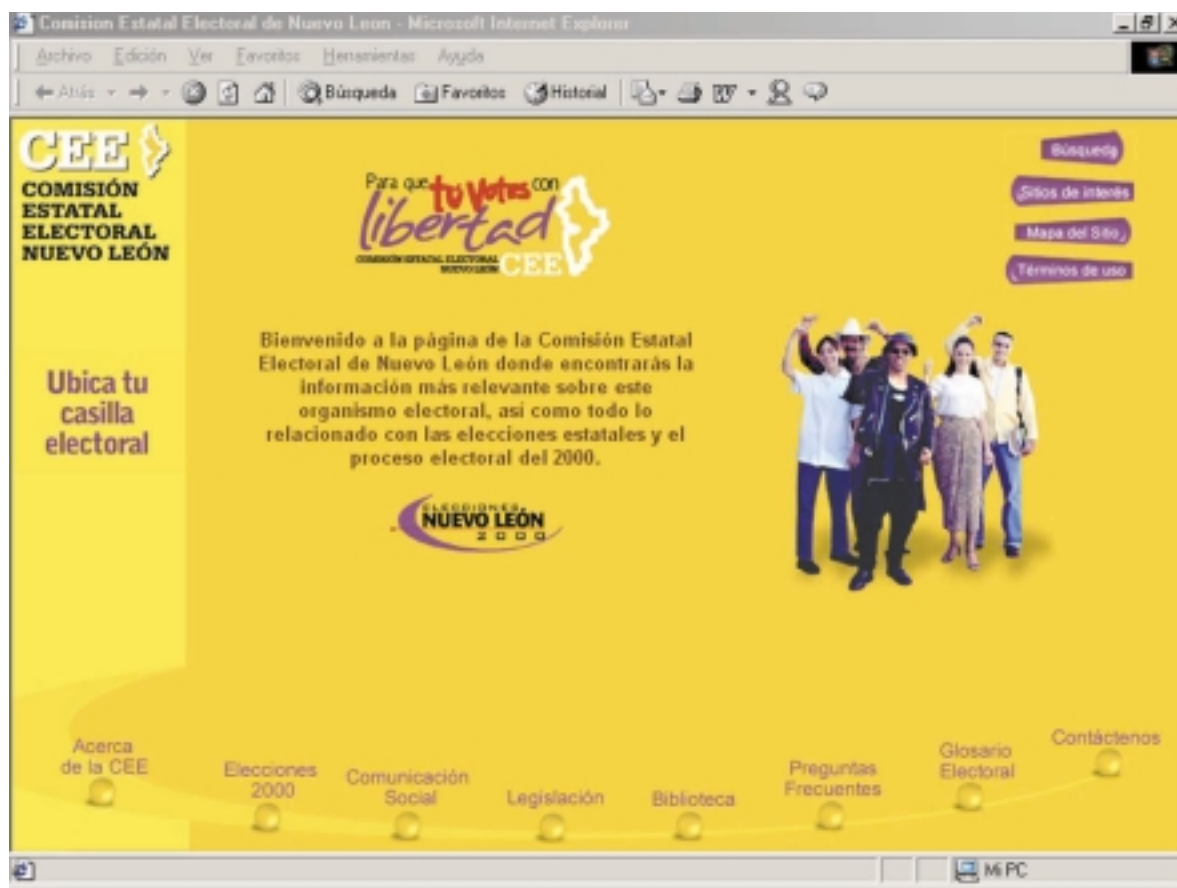 Comision Estatal Electoral de Nuevo Leon - Microsoft Internet Explorer
Archivo Edición Ver Favoritos Herramientas Ayuda
Atrás Búsqueda Favoritos Historial
CEE
COMISIÓN
ESTATAL
ELECTORAL
NUEVO LEÓN
Para que tú Votes con
libertad
COMISIÓN ESTATAL ELECTORAL
NUEVO LEÓN CEE
Búsqueda
Sitios de interés
Mapa del Sitio
Términos de uso
Ubica tu
casilla
electoral
Bienvenido a la página de la Comisión Estatal
Electoral de Nuevo León donde encontrarás la
información más relevante sobre este
organismo electoral, así como todo lo
relacionado con las elecciones estatales y el
proceso electoral del 2000.
ELECCIONES
NUEVO LEÓN
2000
Acerca
de la CEE
Elecciones
2000
Comunicación
Social
Legislación
Biblioteca
Preguntas
Frecuentes
Glosario
Electoral
Contáctenos
Mi PC